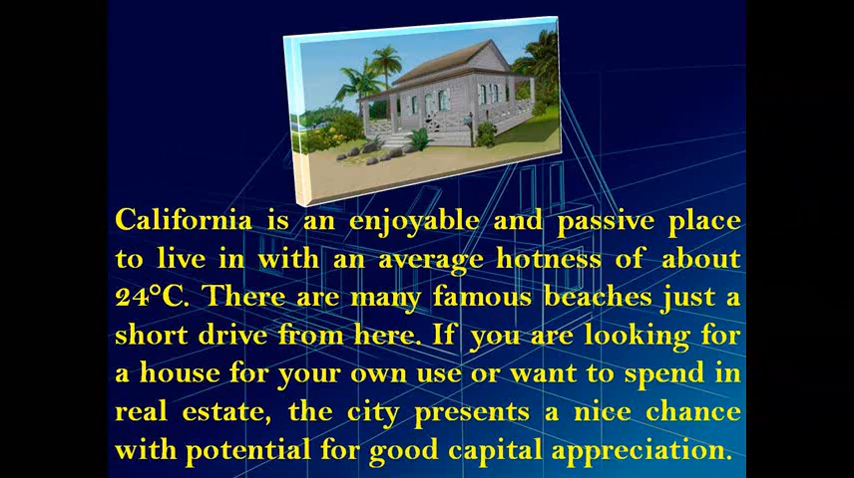 California is an enjoyable and passive place
to live in with an average hotness of about
24°C. There are many famous beaches just a
short drive from here. If you are looking for
a house for your own use or want to spend in
real estate, the city presents a nice chance
with potential for good capital appreciation.